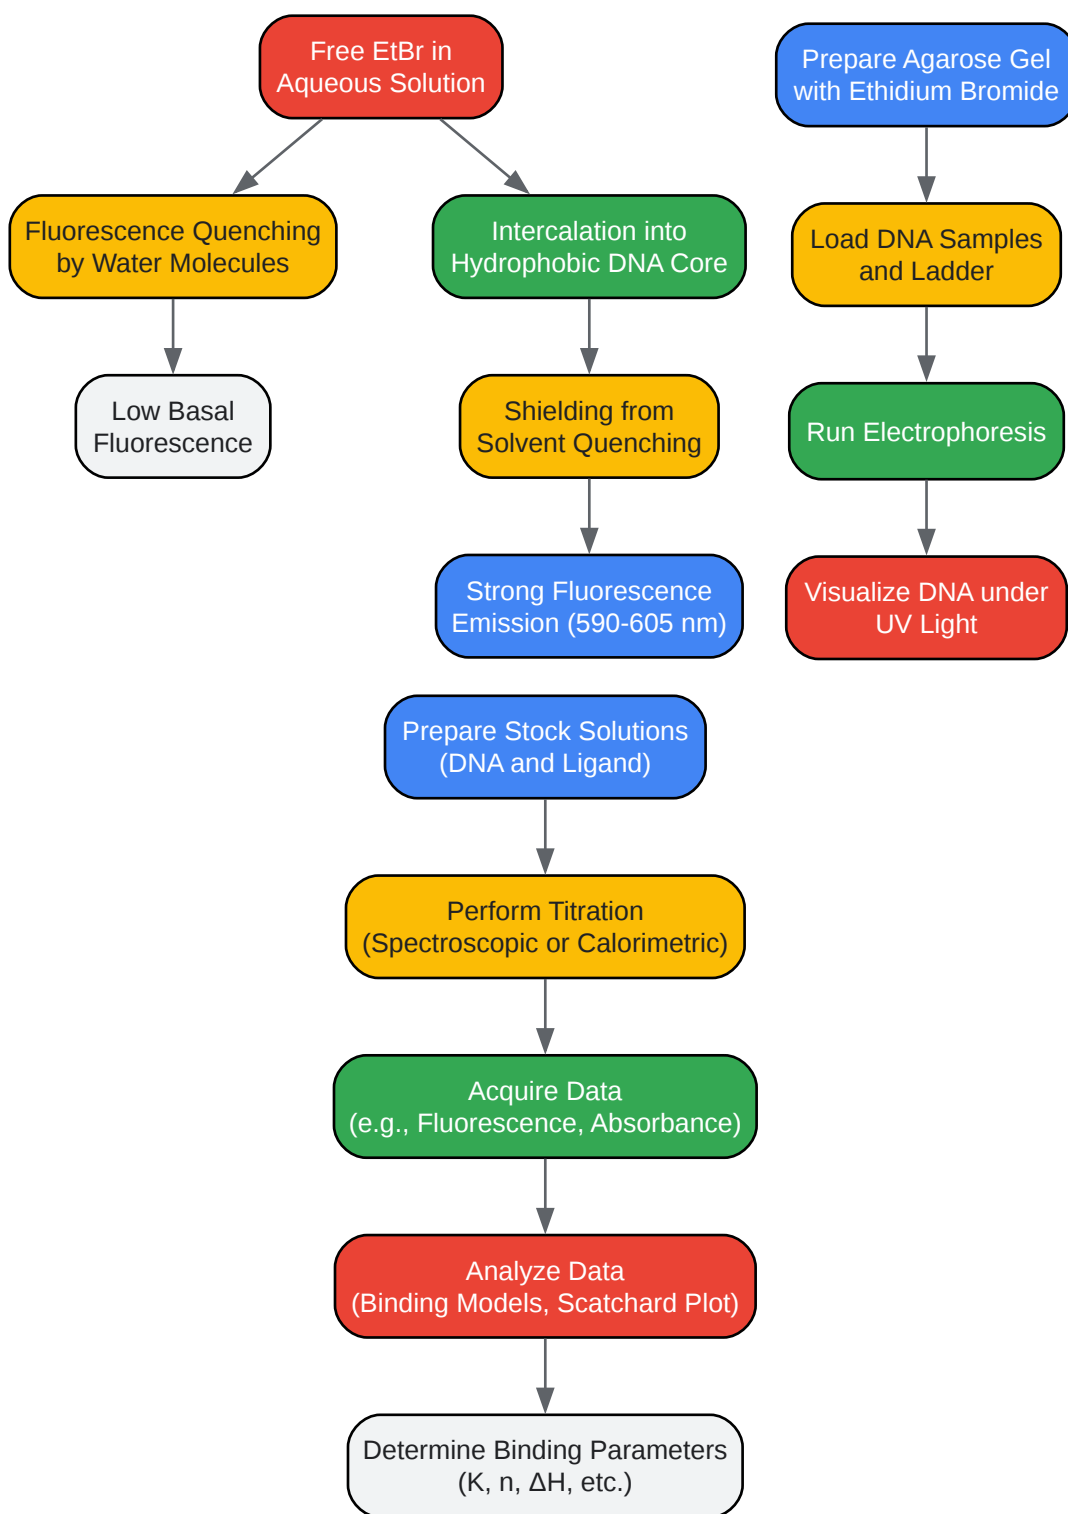 Free EtBr in
Aqueous Solution
Fluorescence Quenching
by Water Molecules
Low Basal
Fluorescence
Intercalation into
Hydrophobic DNA Core
Shielding from
Solvent Quenching
Strong Fluorescence
Emission (590-605 nm)
Prepare Agarose Gel
with Ethidium Bromide
Load DNA Samples
and Ladder
Run Electrophoresis
Visualize DNA under
UV Light
Prepare Stock Solutions
(DNA and Ligand)
Perform Titration
(Spectroscopic or Calorimetric)
Acquire Data
(e.g., Fluorescence, Absorbance)
Analyze Data
(Binding Models, Scatchard Plot)
Determine Binding Parameters
(K, n, ΔH, etc.)